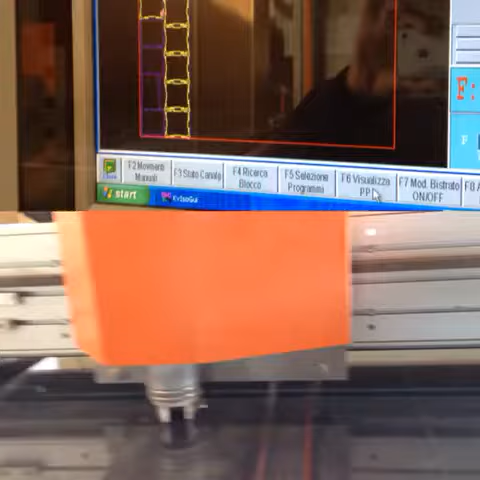 F:
F
F2 Movimenti
Manuali
F3 Stato Canale
F4 Ricerca
Blocco
F5 Selezione
Programmi
F6 Visualizza
PP
F7 Mod. Bistrato
ON/OFF
F8
start